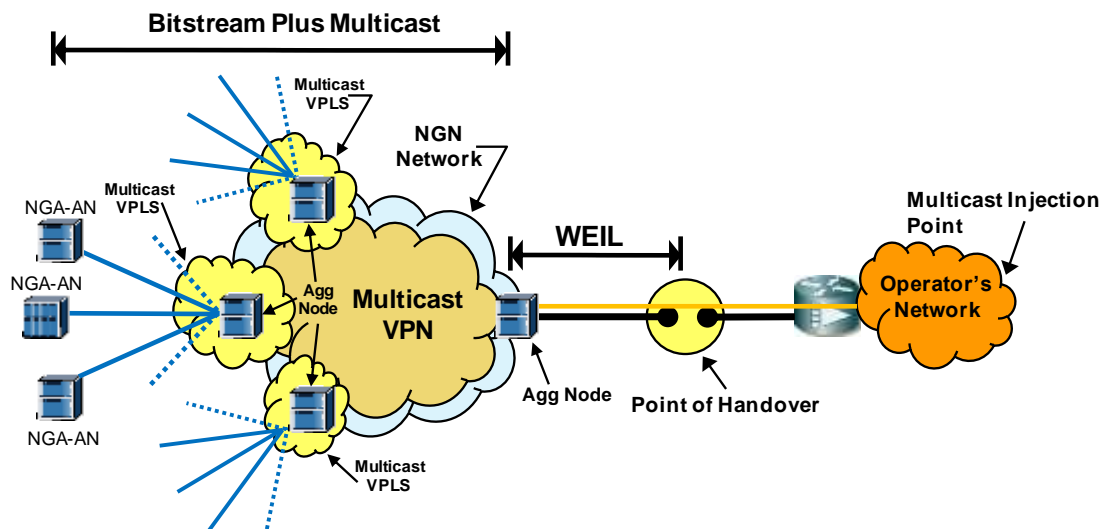 Bitstream Plus Multicast
Multicast
VPLS
NGN
Network
Multicast
VPLS
NGA-AN
NGA-AN
NGA-AN
Agg
Node
Multicast
VPN
WEIL
Agg Node
Point of Handover
Multicast Injection
Point
Operator's
Network
Multicast
VPLS